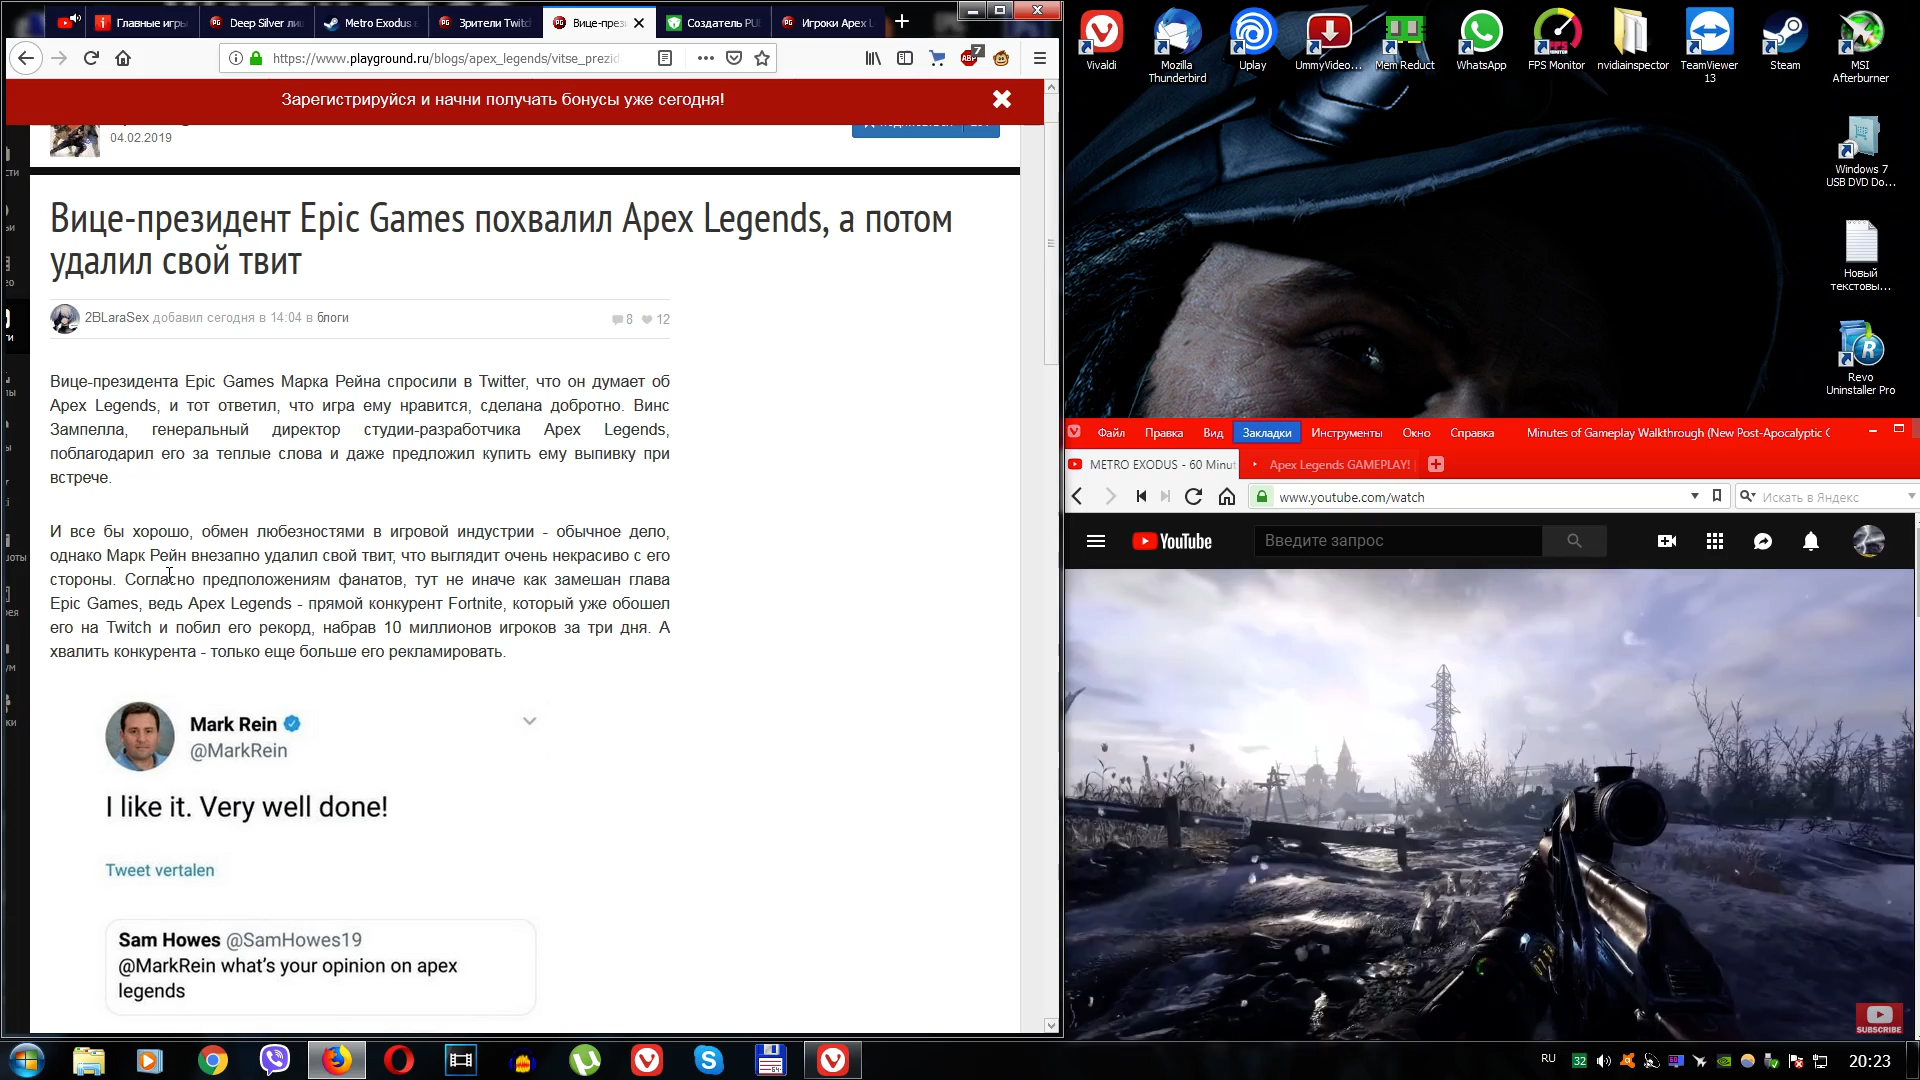 Главные игры
Deep Silver
Metro Exodus
Зрители Twitch
Вице-през
Создатель PU
Игроки Apex L
https://www.playground.ru/blogs/apex_legends/vitse_prezid
7
Зарегистрируйся и начни получать бонусы уже сегодня!
04.02.2019
Вице-президент Epic Games похвалил Apex Legends, а потом
удалил свой твит
2BLaraSex добавил сегодня в 14:04 в блоги
8 12
Вице-президента Epic Games Марка Рейна спросили в Twitter, что он думает об
Apex Legends, и тот ответил, что игра ему нравится, сделана добротно. Винс
Зампелла, генеральный директор студии-разработчика Apex Legends,
поблагодарил его за теплые слова и даже предложил купить ему выпивку при
встрече.
И все бы хорошо, обмен любезностями в игровой индустрии - обычное дело,
однако Марк Рейн внезапно удалил свой твит, что выглядит очень некрасиво с его
стороны. Согласно предположениям фанатов, тут не иначе как замешан глава
Epic Games, ведь Apex Legends - прямой конкурент Fortnite, который уже обошел
его на Twitch и побил его рекорд, набрав 10 миллионов игроков за три дня. А
хвалить конкурента - только еще больше его рекламировать.
Mark Rein
@MarkRein
I like it. Very well done!
Tweet vertalen
Sam Howes @SamHowes19
@MarkRein what's your opinion on apex
legends
Vivaldi
Mozilla
Thunderbird
Uplay
UmmyVideo...
Mem Reduct
WhatsApp
FPS Monitor
nvidiainspector
TeamViewer
13
Steam
MSI
Afterburner
Windows 7
USB DVD Do...
Новый
текстовы...
Revo
Uninstaller Pro
Файл Правка Вид Закладки Инструменты Окно Справка Minutes of Gameplay Walkthrough (New Post-Apocalyptic
METRO EXODUS - 60 Minut
Apex Legends GAMEPLAY!
www.youtube.com/watch
Искать в Яндекс
YouTube
Введите запрос
SUBSCRIBE
RU
32
20:23